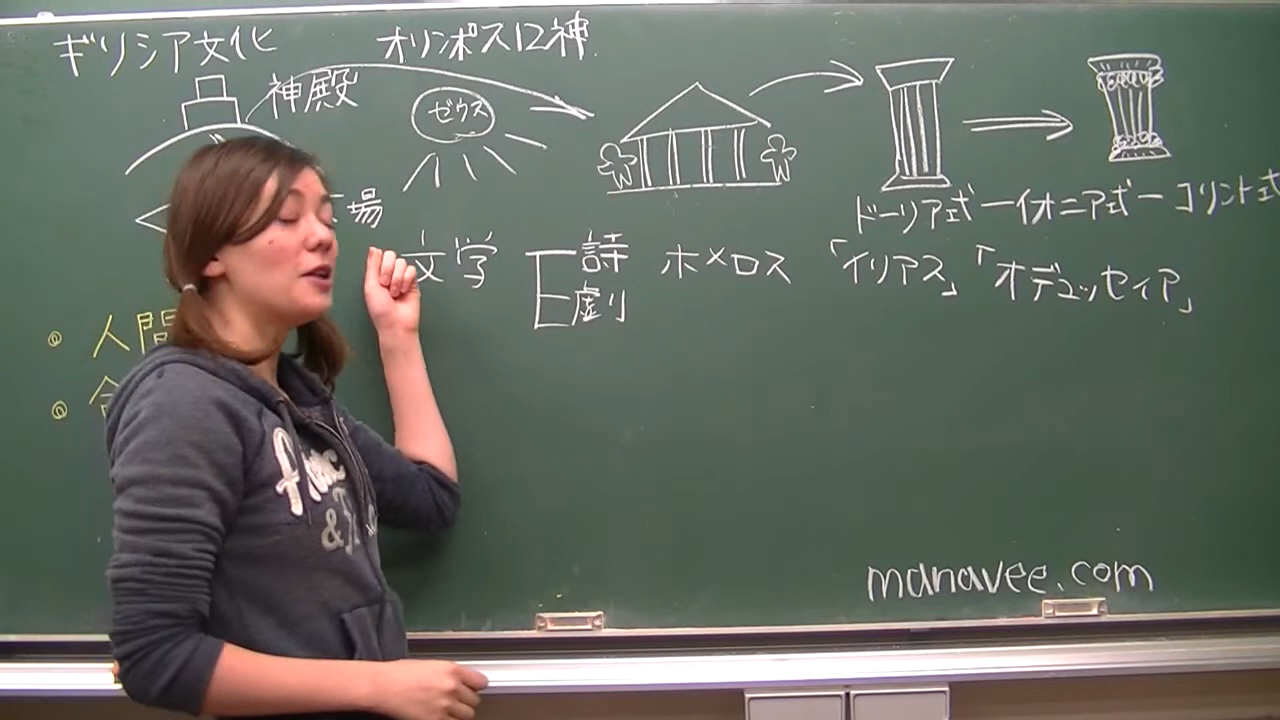 ギリシア文化 オリンポス12神
神殿
ゼウス
場
ドーリア式ーイオニア式ーコリント式
文学
詩 ホメロス「イリアス」「オデュッセイア」
劇
人間
manavee.com